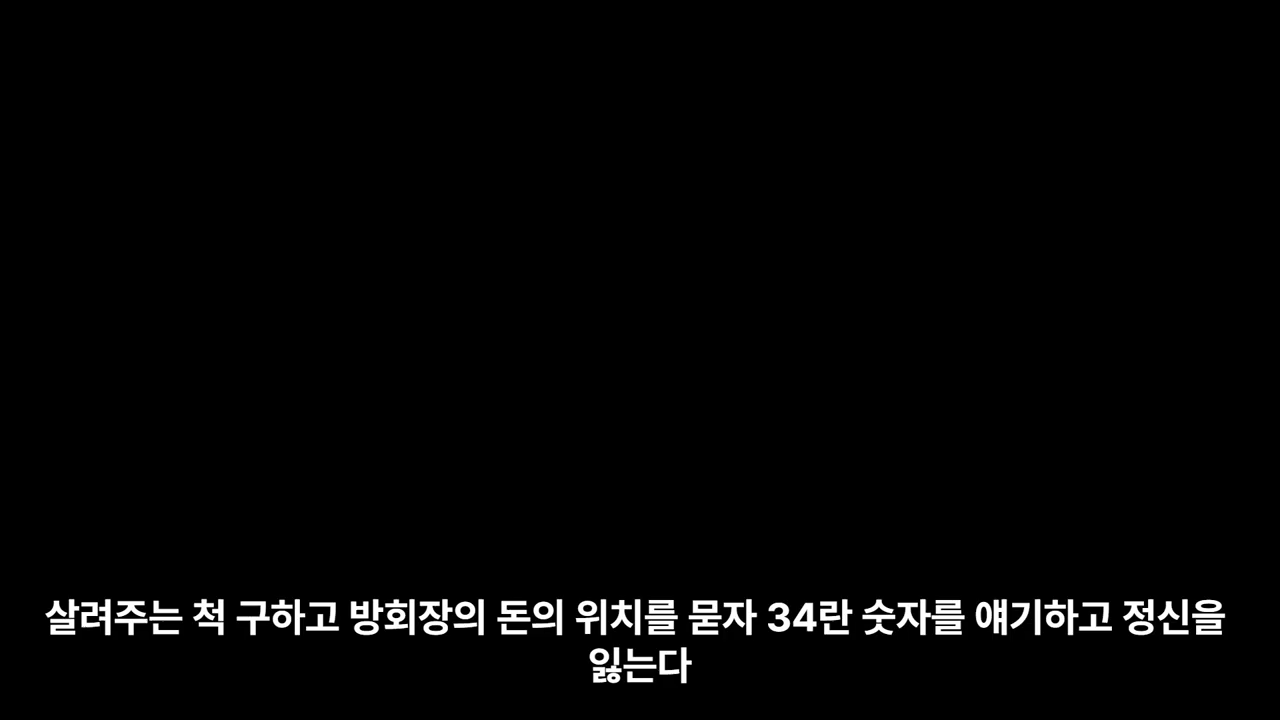 살려주는 척 구하고 방회장의 돈의 위치를 묻자 34란 숫자를 얘기하고 정신을
잃는다